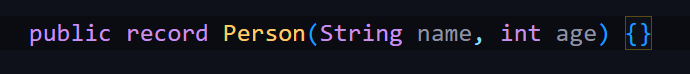 public record Person(String name, int age) {}